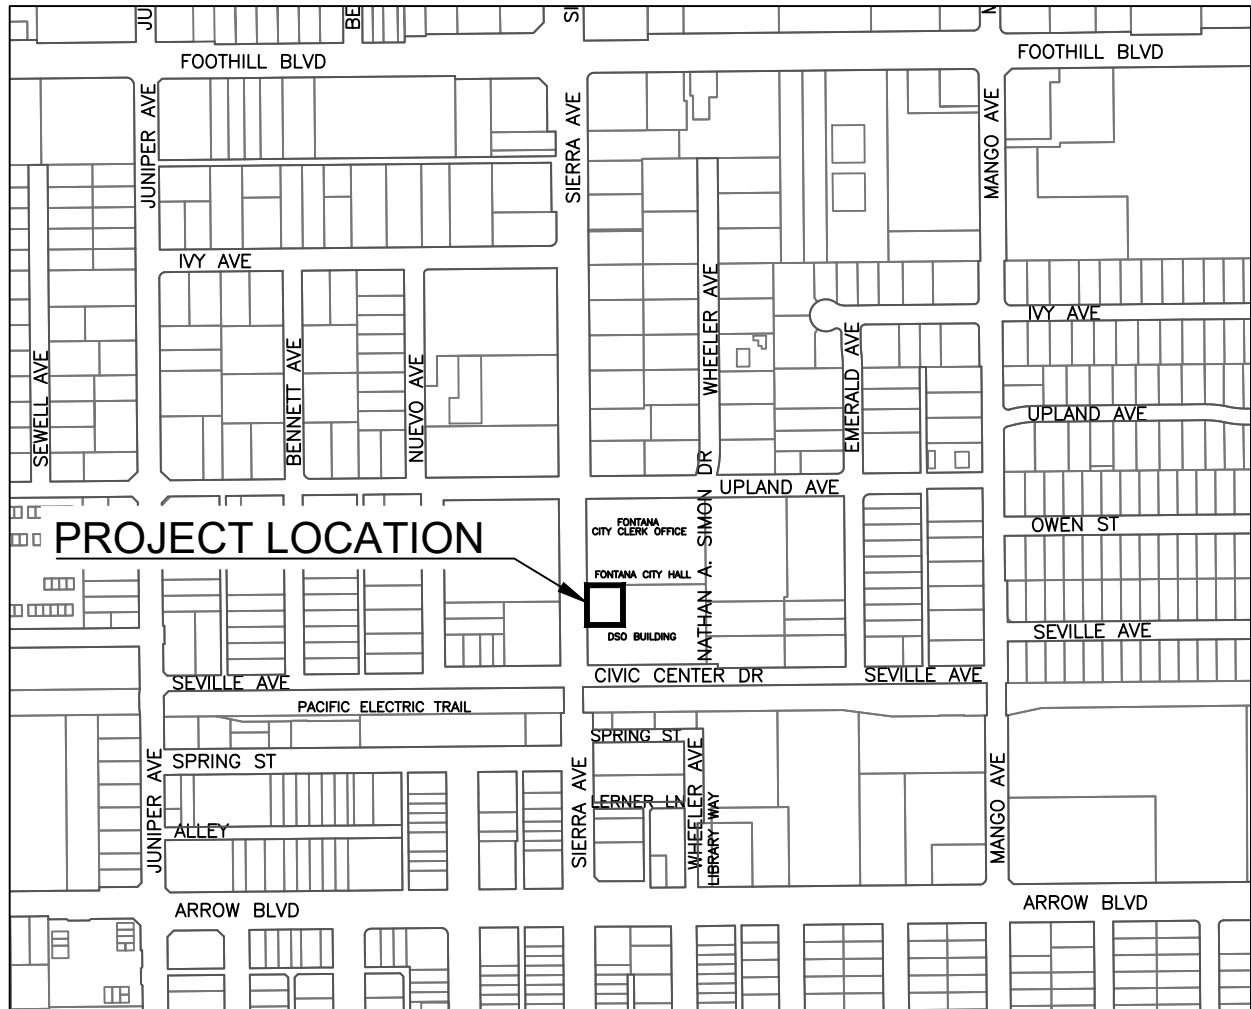 JU
BE
SI
FOOTHILL BLVD
FOOTHILL BLVD
JUNIPER AVE
SIERRA AVE
MANGO AVE
IVY AVE
WHEELER AVE
IVY AVE
SEWELL AVE
BENNETT AVE
NUEVO AVE
EMERALD AVE
UPLAND AVE
UPLAND AVE
NATHAN A. SIMON DR
PROJECT LOCATION
FONTANA
CITY CLERK OFFICE
OWEN ST
FONTANA CITY HALL
DSO BUILDING
SEVILLE AVE
SEVILLE AVE
CIVIC CENTER DR
SEVILLE AVE
PACIFIC ELECTRIC TRAIL
SPRING ST
SPRING ST
JUNIPER AVE
SIERRA AVE
WHEELER AVE
MANGO AVE
LERNER LN
LIBRARY WAY
ALLEY
ARROW BLVD
ARROW BLVD